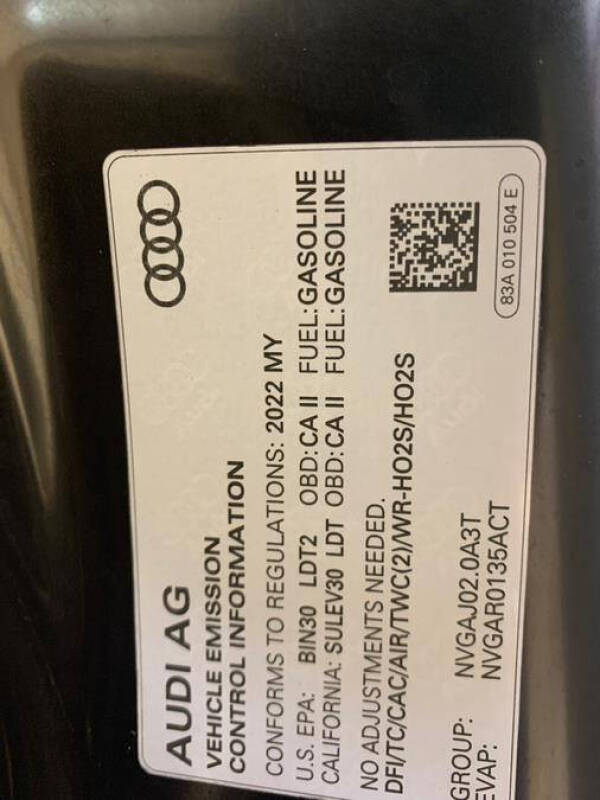 AUDI AG
VEHICLE EMISSION
CONTROL INFORMATION
CONFORMS TO REGULATIONS: 2022 MY
U.S. EPA: BIN30 LDT2 OBD:CA II FUEL:GASOLINE
CALIFORNIA: SULEV30 LDT OBD:CA II FUEL:GASOLINE
NO ADJUSTMENTS NEEDED.
DFI/TC/CAC/AIR/TWC(2)/WR-HO2S/HO2S
GROUP: NVGAJ02.0A3T
EVAP: NVGAR0135ACT
83A 010 504 E